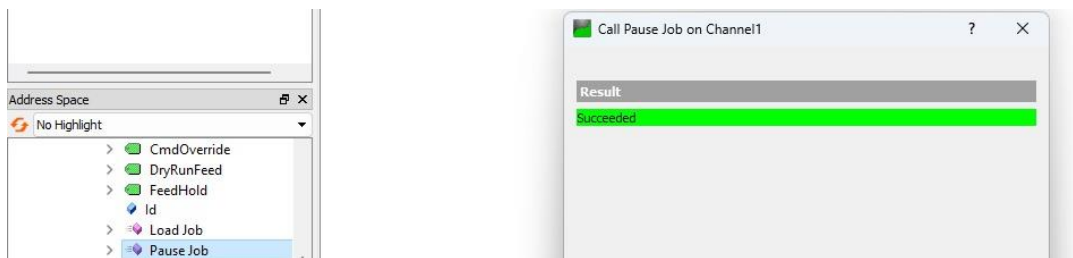 Call Pause Job on Channel1
?
Result
Succeeded
Address Space
No Highlight
CmdOverride
DryRunFeed
FeedHold
Id
Load Job
Pause Job